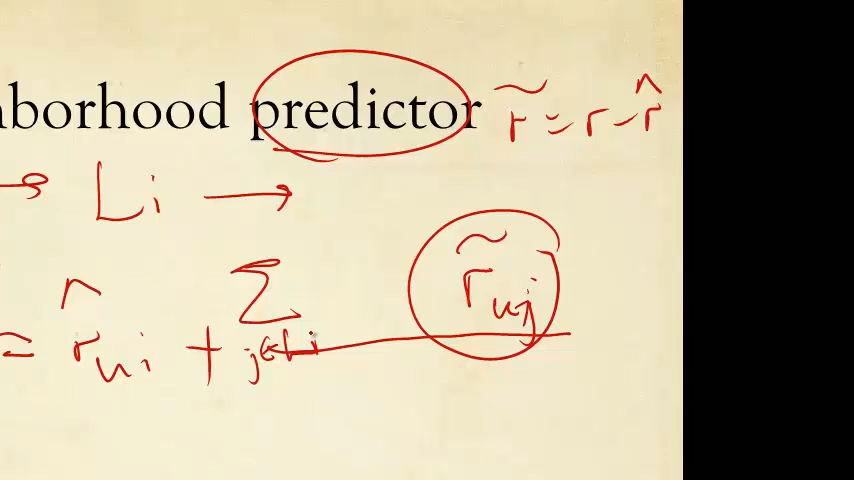 nborhood predictor r̃ = r - r̂
→ Li →
= r̂ui + Σ j∈Li r̃uj